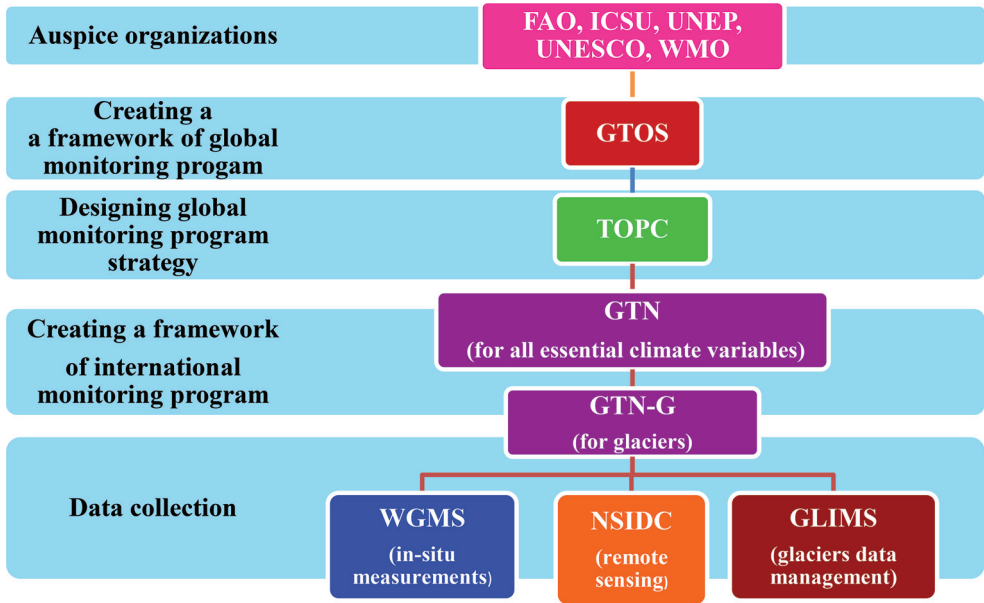 Auspice organizations
FAO, ICSU, UNEP,
UNESCO, WMO
Creating a
a framework of global
monitoring progam
GTOS
Designing global
monitoring program
strategy
TOPC
Creating a framework
of international
monitoring program
GTN
(for all essential climate variables)
GTN-G
(for glaciers)
Data collection
WGMS
(in-situ
measurements)
NSIDC
(remote
sensing)
GLIMS
(glaciers data
management)